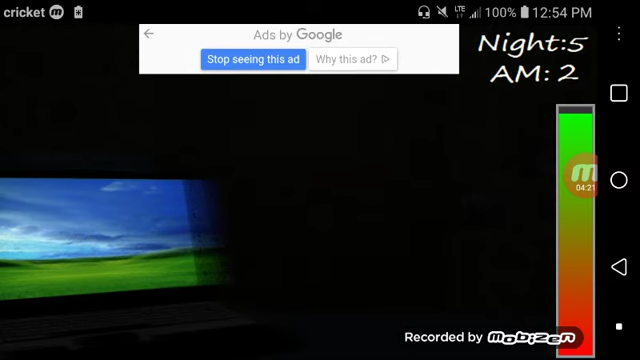 cricket
LTE 100% 12:54 PM
Ads by Google
Stop seeing this ad
Why this ad?
Night:5
AM: 2
04:21
Recorded by mobizen